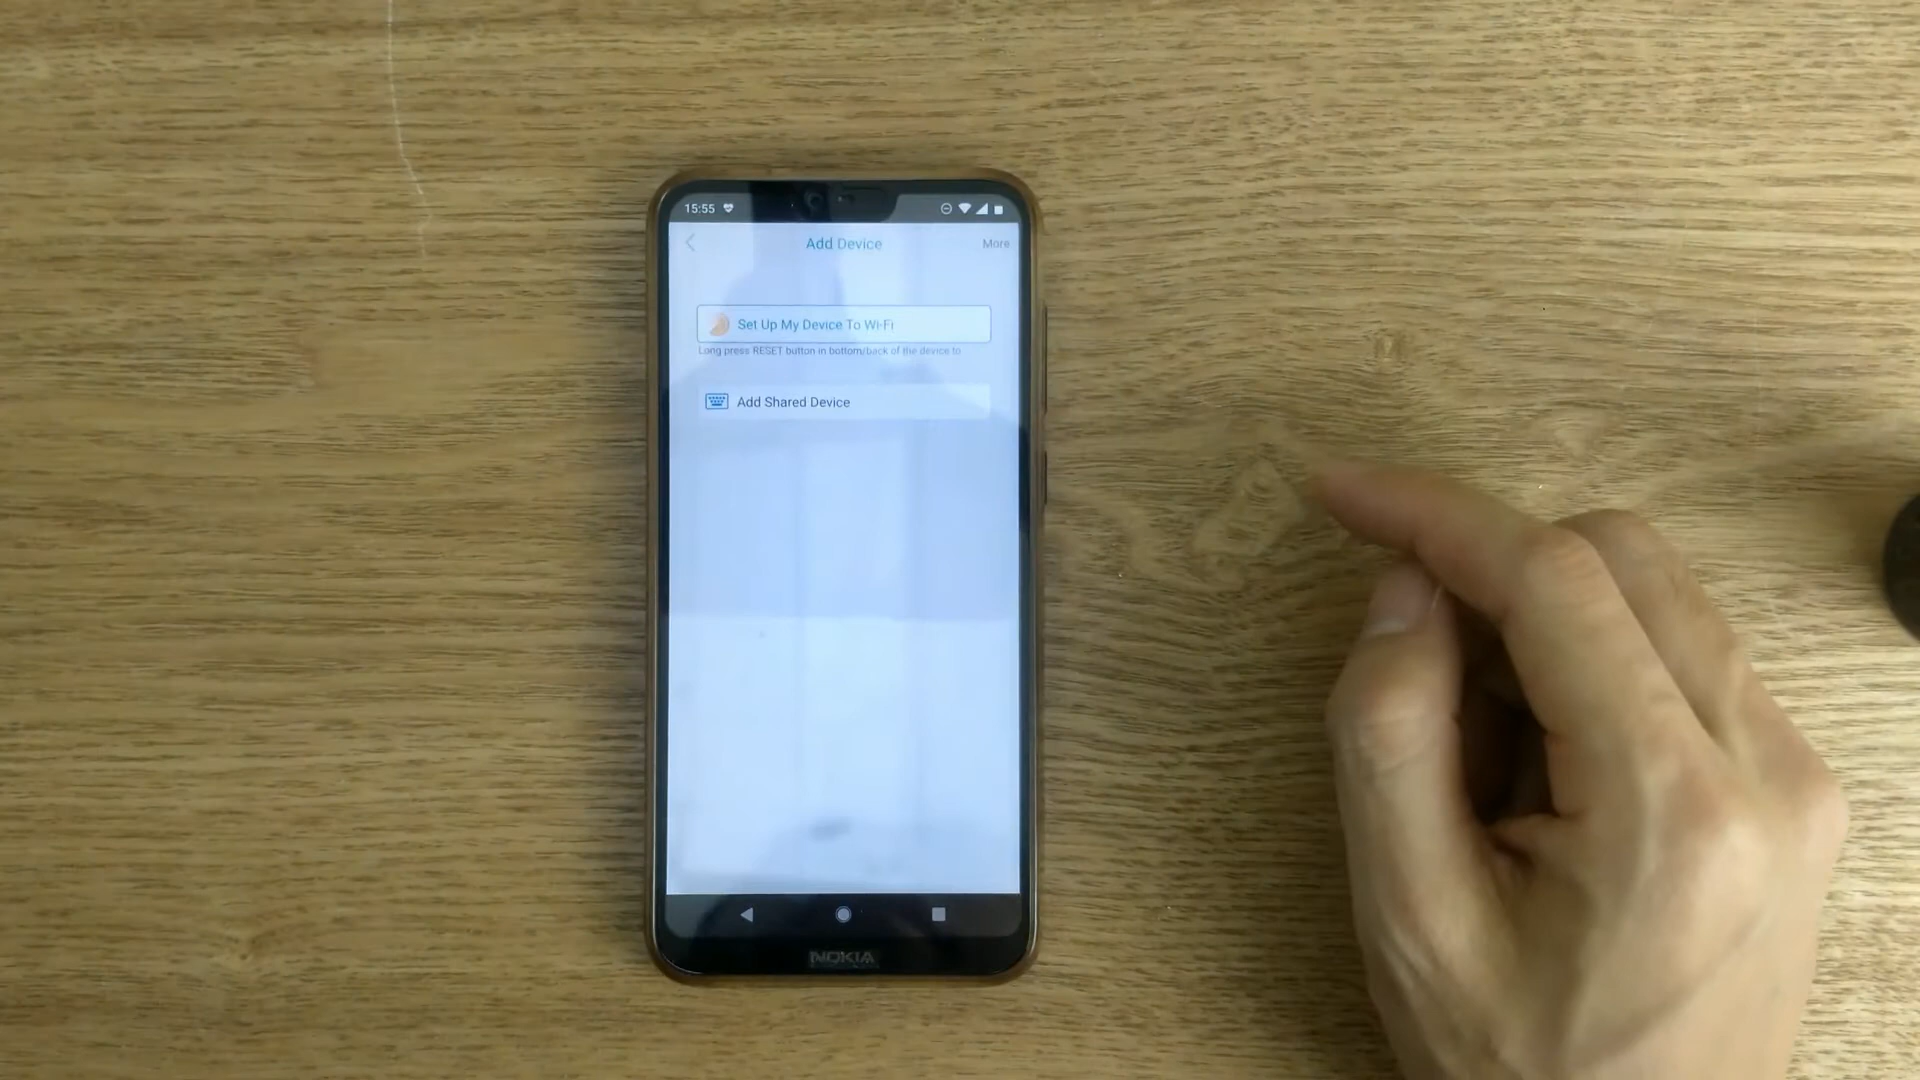 15:55
Add Device
More
Set Up My Device To Wi-Fi
Long press RESET button in bottom/back of the device to
Add Shared Device
NOKIA